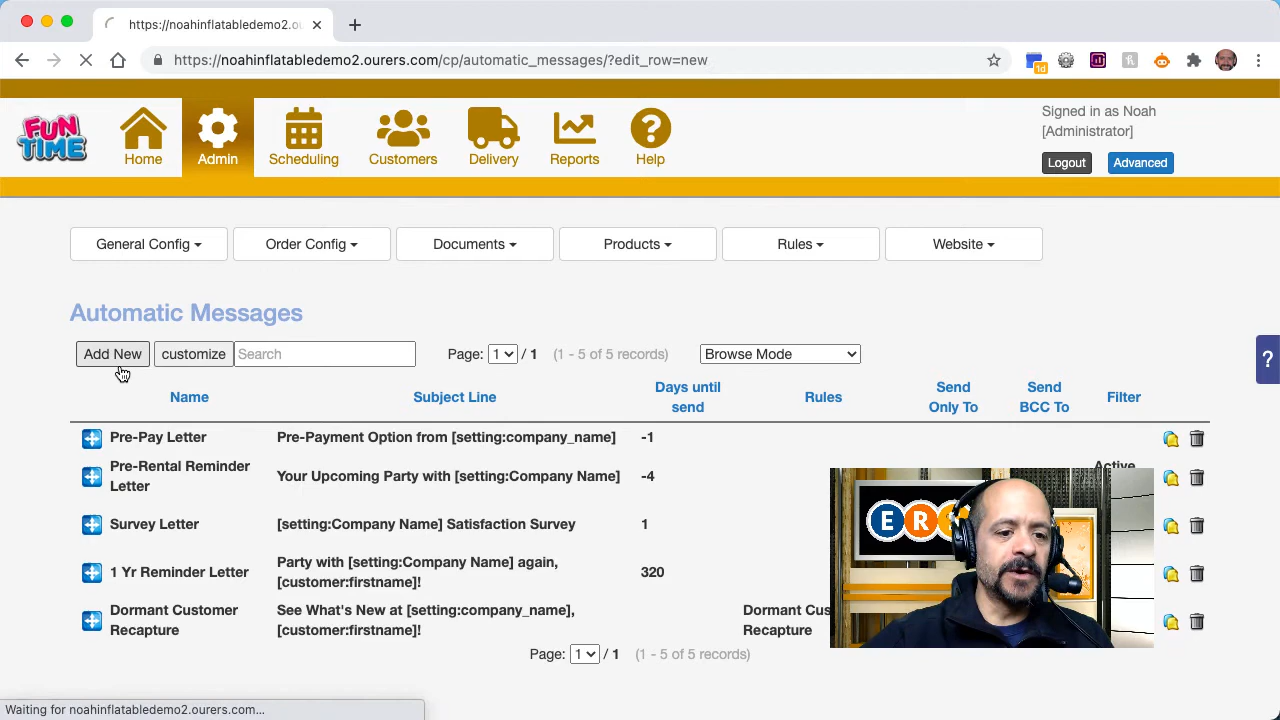 https://noahinflatabledemo2.ou
https://noahinflatabledemo2.ourers.com/cp/automatic_messages/?edit_row=new
1d
FUN TIME
Home
Admin
Scheduling
Customers
Delivery
Reports
Help
Signed in as Noah
[Administrator]
Logout
Advanced
General Config
Order Config
Documents
Products
Rules
Website
Automatic Messages
Add New
customize
Search
Page: 1 / 1 (1 - 5 of 5 records)
Browse Mode
?
Name
Subject Line
Days until send
Rules
Send Only To
Send BCC To
Filter
Pre-Pay Letter
Pre-Payment Option from [setting:company_name]
-1
Pre-Rental Reminder
Letter
Your Upcoming Party with [setting:Company Name]
-4
Active
Survey Letter
[setting:Company Name] Satisfaction Survey
1
1 Yr Reminder Letter
Party with [setting:Company Name] again,
[customer:firstname]!
320
Dormant Customer
Recapture
See What's New at [setting:company_name],
[customer:firstname]!
Dormant Cus
Recapture
ER
Page: 1 / 1 (1 - 5 of 5 records)
Waiting for noahinflatabledemo2.ourers.com...